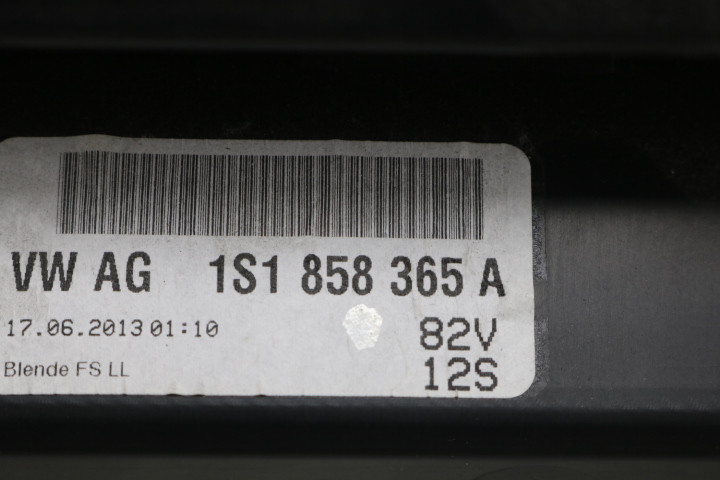 VW AG 1S1 858 365 A
17.06.2013 01:10 82V
Blende FS LL 12S